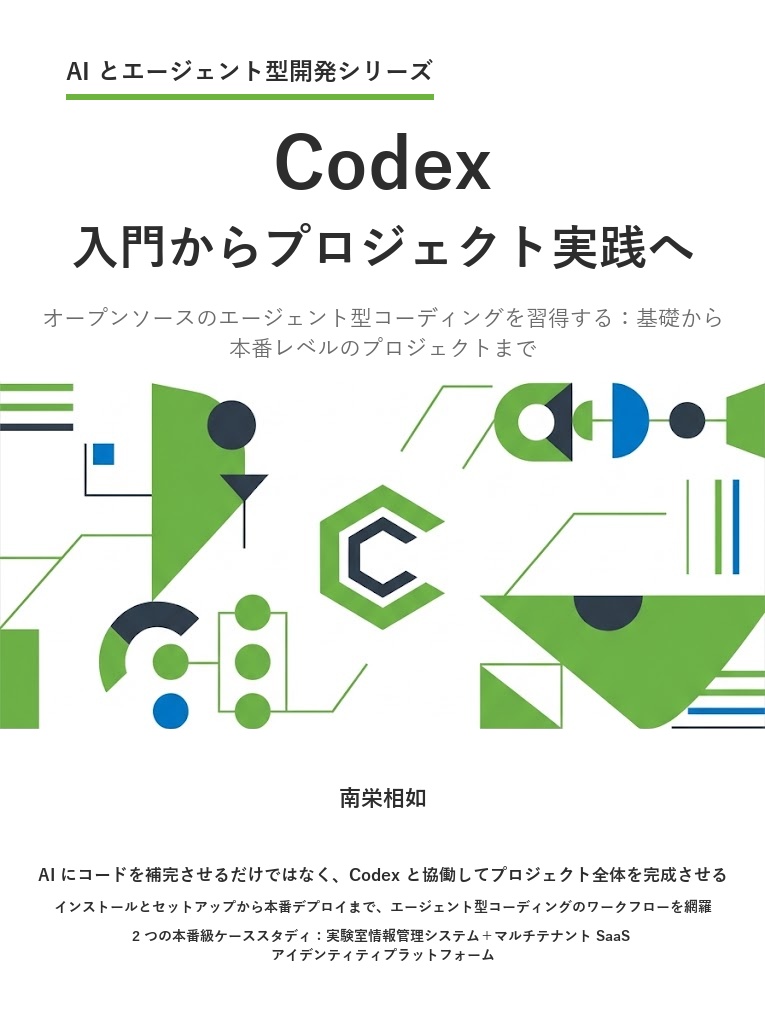 AI とエージェント型開発シリーズ
Codex
入門からプロジェクト実践へ
オープンソースのエージェント型コーディングを習得する：基礎から
本番レベルのプロジェクトまで
南栄相如
AI にコードを補完させるだけではなく、Codex と協働してプロジェクト全体を完成させる
インストールとセットアップから本番デプロイまで、エージェント型コーディングのワークフローを網羅
2 つの本番級ケーススタディ：実験室情報管理システム＋マルチテナント SaaS
アイデンティティプラットフォーム